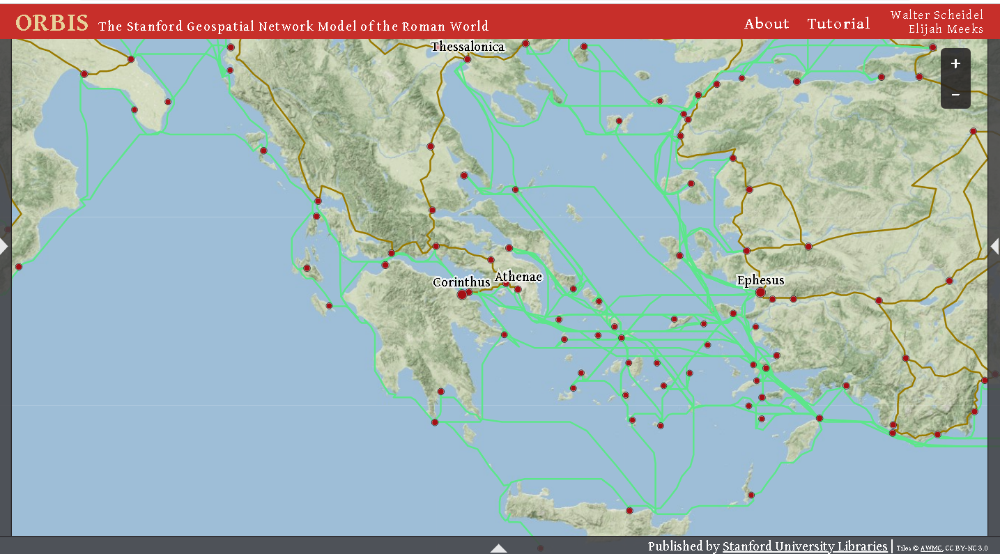 ORBIS The Stanford Geospatial Network Model of the Roman World
About Tutorial
Walter Scheidel
Elijah Meeks
Thessalonica
+
−
Corinthus
Athenae
Ephesus
Published by Stanford University Libraries | Tiles © AWMC, CC BY-NC 3.0